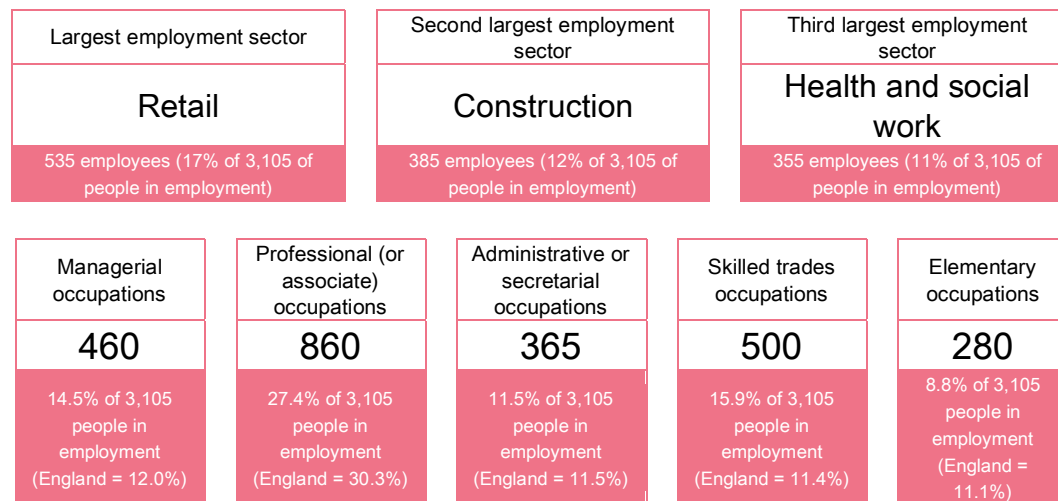 Largest employment sector
Retail
535 employees (17% of 3,105 of
people in employment)
Second largest employment
sector
Construction
385 employees (12% of 3,105 of
people in employment)
Third largest employment
sector
Health and social
work
355 employees (11% of 3,105 of
people in employment)
Managerial
occupations
460
14.5% of 3,105
people in
employment
(England = 12.0%)
Professional (or
associate)
occupations
860
27.4% of 3,105
people in
employment
(England = 30.3%)
Administrative or
secretarial
occupations
365
11.5% of 3,105
people in
employment
(England = 11.5%)
Skilled trades
occupations
500
15.9% of 3,105
people in
employment
(England = 11.4%)
Elementary
occupations
280
8.8% of 3,105
people in
employment
(England =
11.1%)